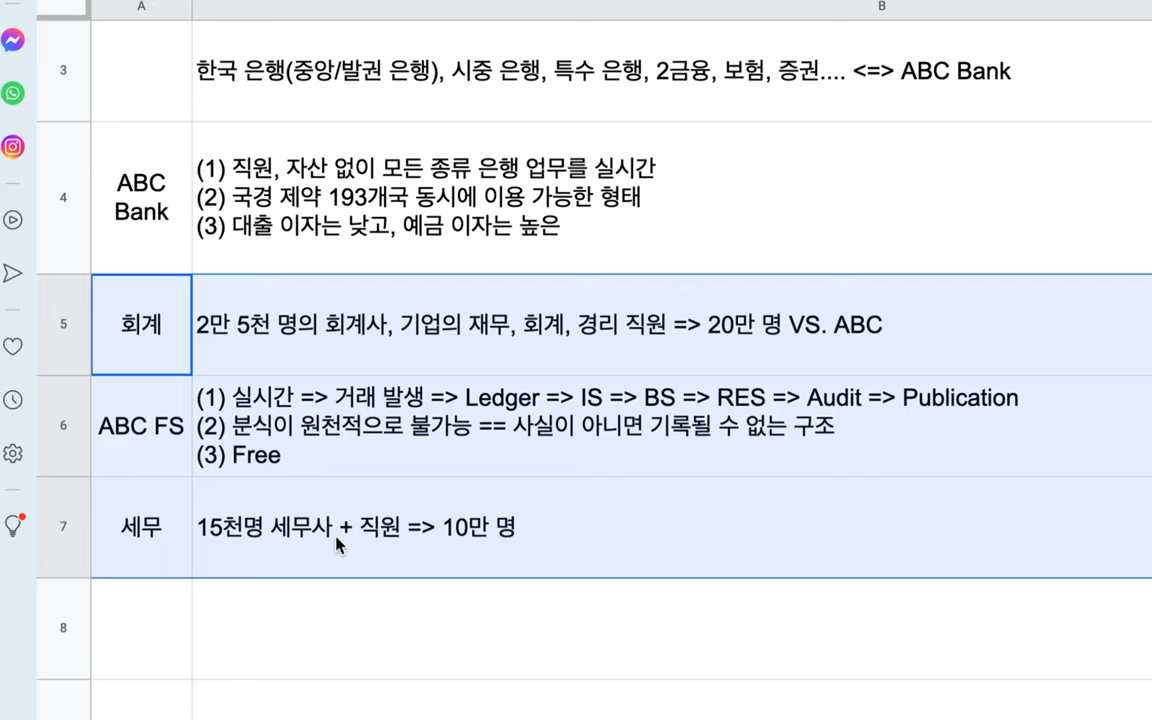 A
B
3
한국 은행(중앙/발권 은행), 시중 은행, 특수 은행, 2금융, 보험, 증권.... <=> ABC Bank
4
ABC
Bank
(1) 직원, 자산 없이 모든 종류 은행 업무를 실시간
(2) 국경 제약 193개국 동시에 이용 가능한 형태
(3) 대출 이자는 낮고, 예금 이자는 높은
5
회계
2만 5천 명의 회계사, 기업의 재무, 회계, 경리 직원 => 20만 명 VS. ABC
6
ABC FS
(1) 실시간 => 거래 발생 => Ledger => IS => BS => RES => Audit => Publication
(2) 분식이 원천적으로 불가능 == 사실이 아니면 기록될 수 없는 구조
(3) Free
7
세무
15천명 세무사 + 직원 => 10만 명
8